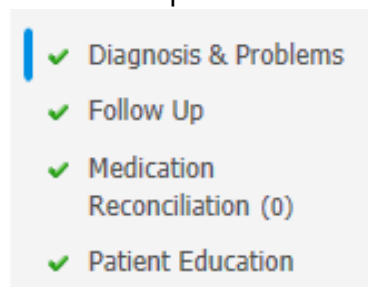 Diagnosis & Problems
Follow Up
Medication
Reconciliation (0)
Patient Education